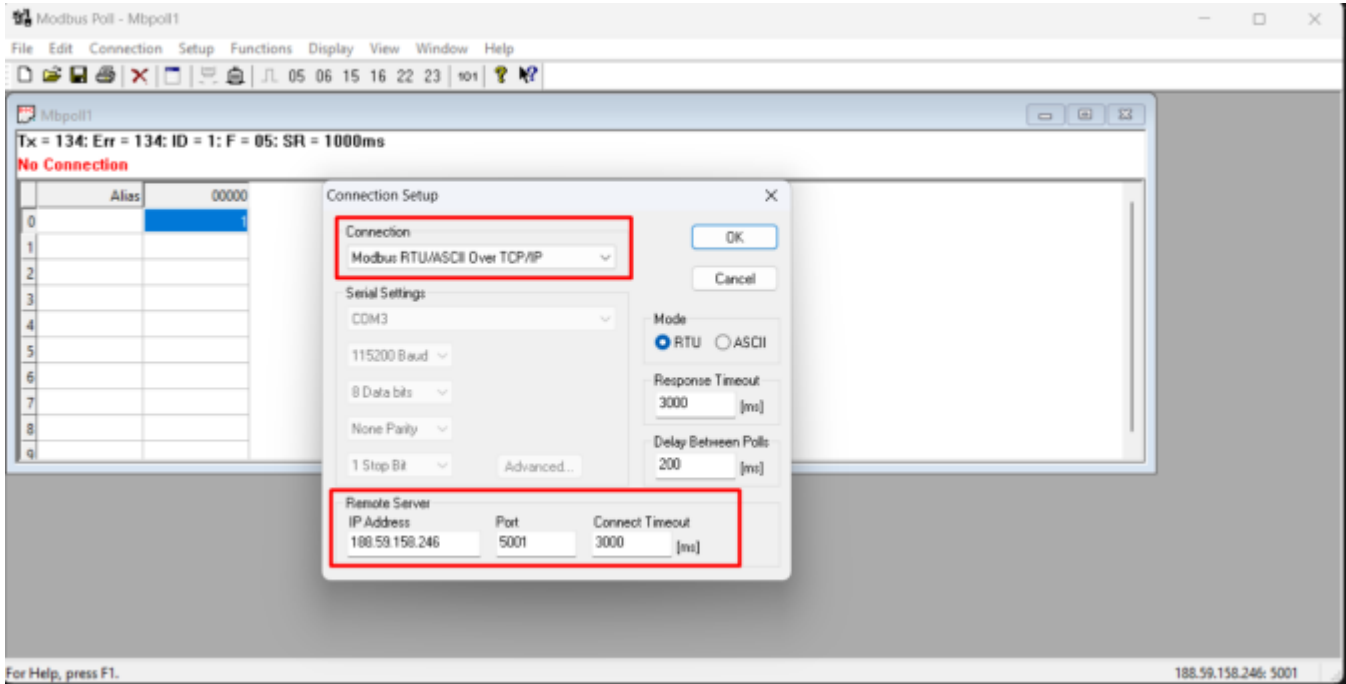 Modbus Poll - Mbpoll1
File Edit Connection Setup Functions Display View Window Help
05 06 15 16 22 23 101
Mbpoll1
Tx = 134: Err = 134: ID = 1: F = 05: SR = 1000ms
No Connection
Alias 00000
0 1
1
2
3
4
5
6
7
8
9
Connection Setup
Connection
Modbus RTU/ASCII Over TCP/IP
OK
Cancel
Serial Settings
COM3
115200 Baud
8 Data bits
None Parity
1 Stop Bit Advanced...
Mode
RTU ASCII
Response Timeout
3000 [ms]
Delay Between Polls
200 [ms]
Remote Server
IP Address Port Connect Timeout
188.59.158.246 5001 3000 [ms]
For Help, press F1. 188.59.158.246: 5001